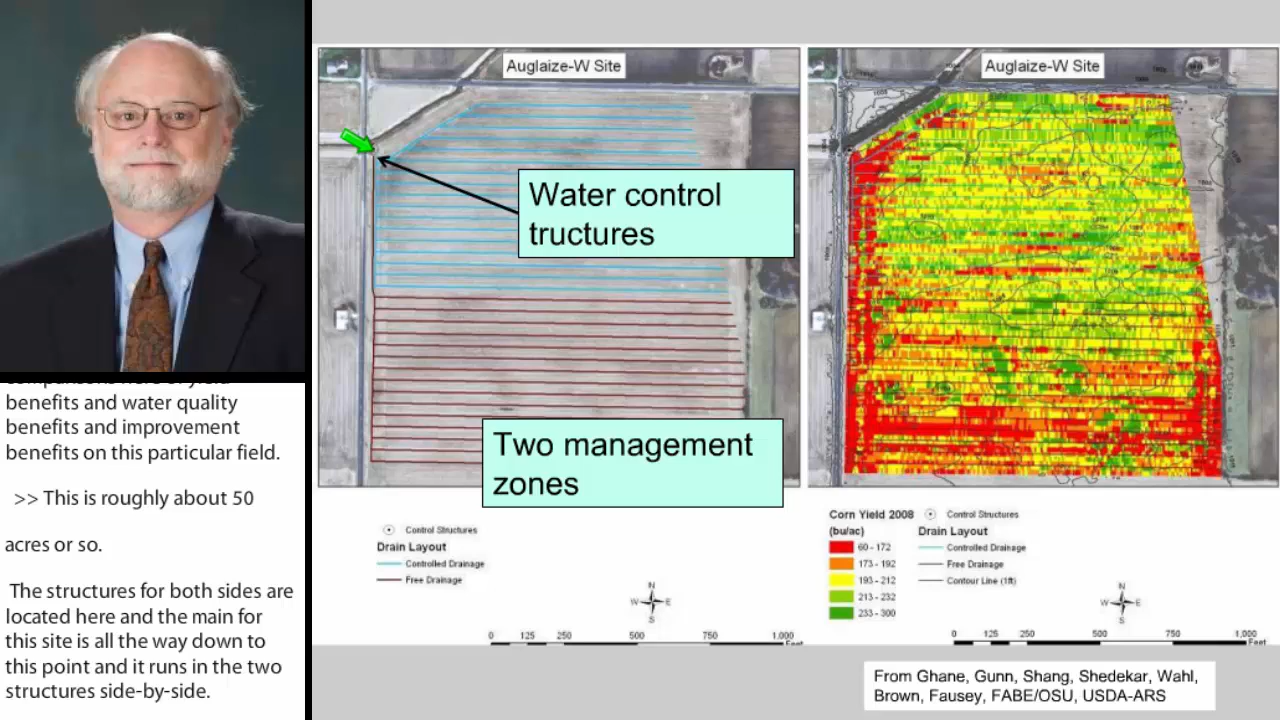 benefits and water quality
benefits and improvement
benefits on this particular field.
>> This is roughly about 50
acres or so.
The structures for both sides are
located here and the main for
this site is all the way down to
this point and it runs in the two
structures side-by-side.
Auglaize-W Site
Water control
tructures
Two management
zones
Control Structures
Drain Layout
Controlled Drainage
Free Drainage
N
W E
S
0 125 250 500 750 1,000
Feet
Auglaize-W Site
Corn Yield 2008
(bu/ac)
60 - 172
173 - 192
193 - 212
213 - 232
233 - 300
Control Structures
Drain Layout
Controlled Drainage
Free Drainage
Contour Line (1ft)
N
W E
S
0 125 250 500 750 1,000
Feet
From Ghane, Gunn, Shang, Shedekar, Wahl,
Brown, Fausey, FABE/OSU, USDA-ARS